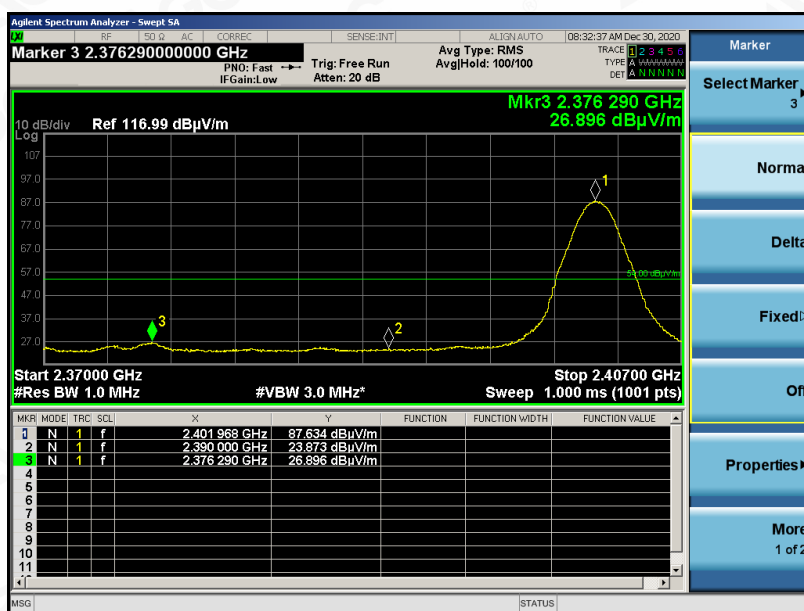 Agilent Spectrum Analyzer - Swept SA
LXI RF 50 Ω AC CORREC SENSE:INT ALIGN AUTO 08:32:37 AM Dec 30, 2020
Marker 3 2.376290000000 GHz
PNO: Fast
IFGain:Low
Trig: Free Run
Atten: 20 dB
Avg Type: RMS
Avg|Hold: 100/100
TRACE 1 2 3 4 5 6
TYPE A WWWWW
DET A N N N N N
Mkr3 2.376 290 GHz
26.896 dBµV/m
10 dB/div Ref 116.99 dBµV/m
Log
107
97.0
87.0
77.0
67.0
57.0
47.0
37.0
27.0
1
2
3
54.00 dBµV/m
Start 2.37000 GHz Stop 2.40700 GHz
#Res BW 1.0 MHz #VBW 3.0 MHz* Sweep 1.000 ms (1001 pts)
MKR MODE TRC SCL X Y FUNCTION FUNCTION WIDTH FUNCTION VALUE
1 N 1 f 2.401 968 GHz 87.634 dBµV/m
2 N 1 f 2.390 000 GHz 23.873 dBµV/m
3 N 1 f 2.376 290 GHz 26.896 dBµV/m
4
5
6
7
8
9
10
11
MSG STATUS
Marker
Select Marker
3
Norma
Delta
Fixed
Off
Properties
More
1 of 2